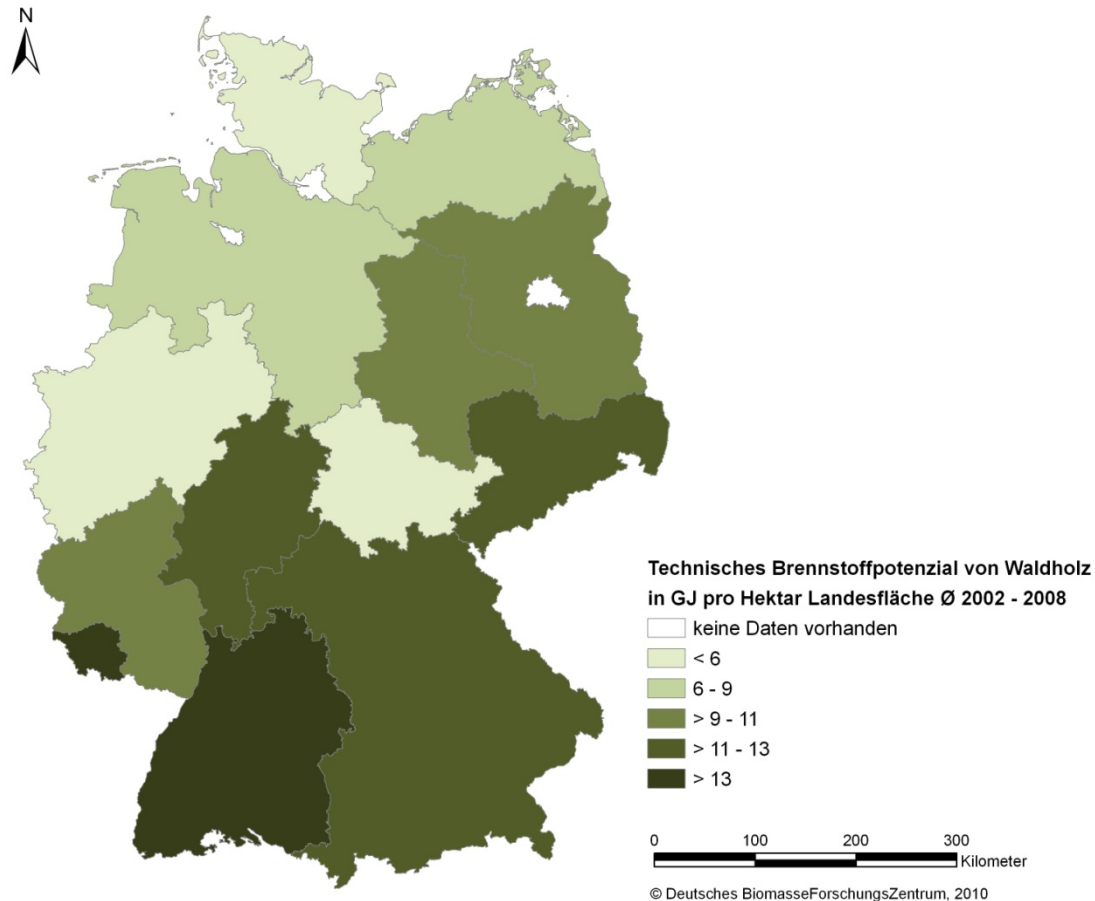 N
Technisches Brennstoffpotenzial von Waldholz
in GJ pro Hektar Landesfläche Ø 2002 - 2008
keine Daten vorhanden
< 6
6 - 9
> 9 - 11
> 11 - 13
> 13
0 100 200 300
Kilometer
© Deutsches BiomasseForschungsZentrum, 2010